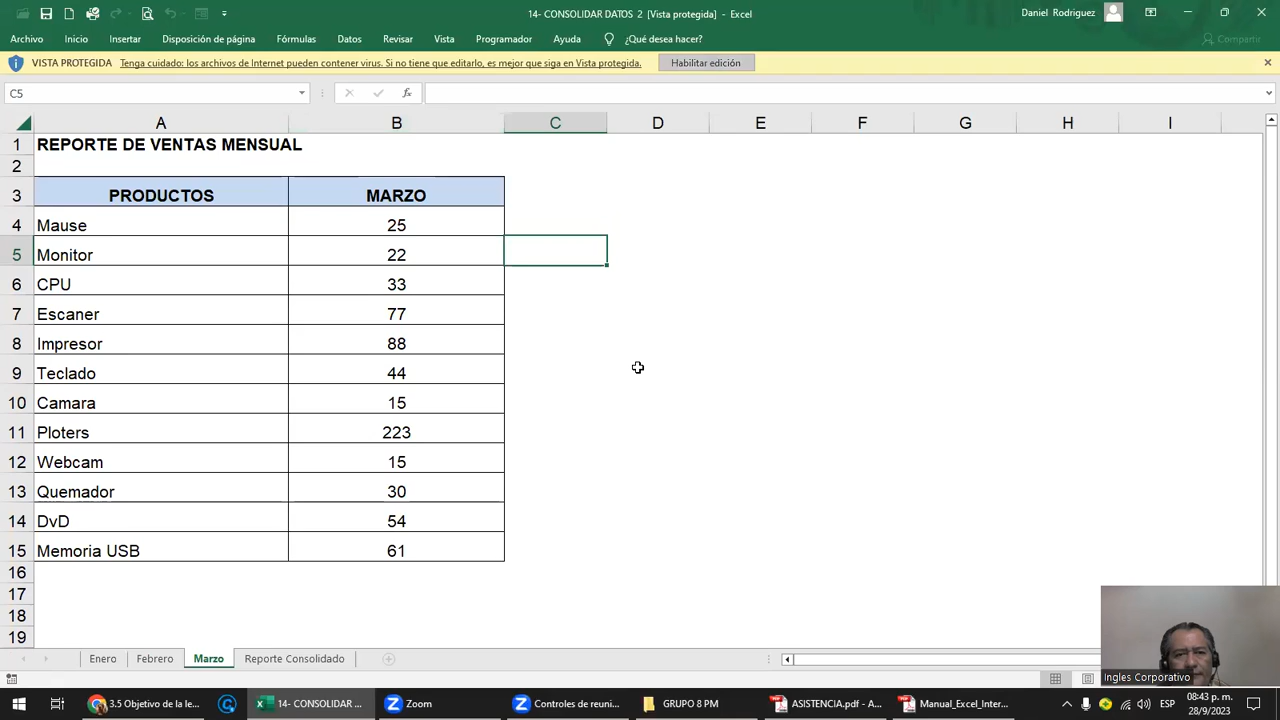 14- CONSOLIDAR DATOS 2 [Vista protegida] - Excel
Daniel Rodriguez
Archivo Inicio Insertar Disposición de página Fórmulas Datos Revisar Vista Programador Ayuda ¿Qué desea hacer? Compartir
VISTA PROTEGIDA Tenga cuidado: los archivos de Internet pueden contener virus. Si no tiene que editarlo, es mejor que siga en Vista protegida. Habilitar edición
C5 fx
A B C D E F G H I
1 REPORTE DE VENTAS MENSUAL
2
3 PRODUCTOS MARZO
4 Mause 25
5 Monitor 22
6 CPU 33
7 Escaner 77
8 Impresor 88
9 Teclado 44
10 Camara 15
11 Ploters 223
12 Webcam 15
13 Quemador 30
14 DvD 54
15 Memoria USB 61
16
17
18
19
Enero Febrero Marzo Reporte Consolidado
Ingles Corporativo
3.5 Objetivo de la le... 14- CONSOLIDAR ... Zoom Controles de reuni... GRUPO 8 PM ASISTENCIA.pdf - A... Manual_Excel_Inter... ESP 08:43 p. m.
28/9/2023